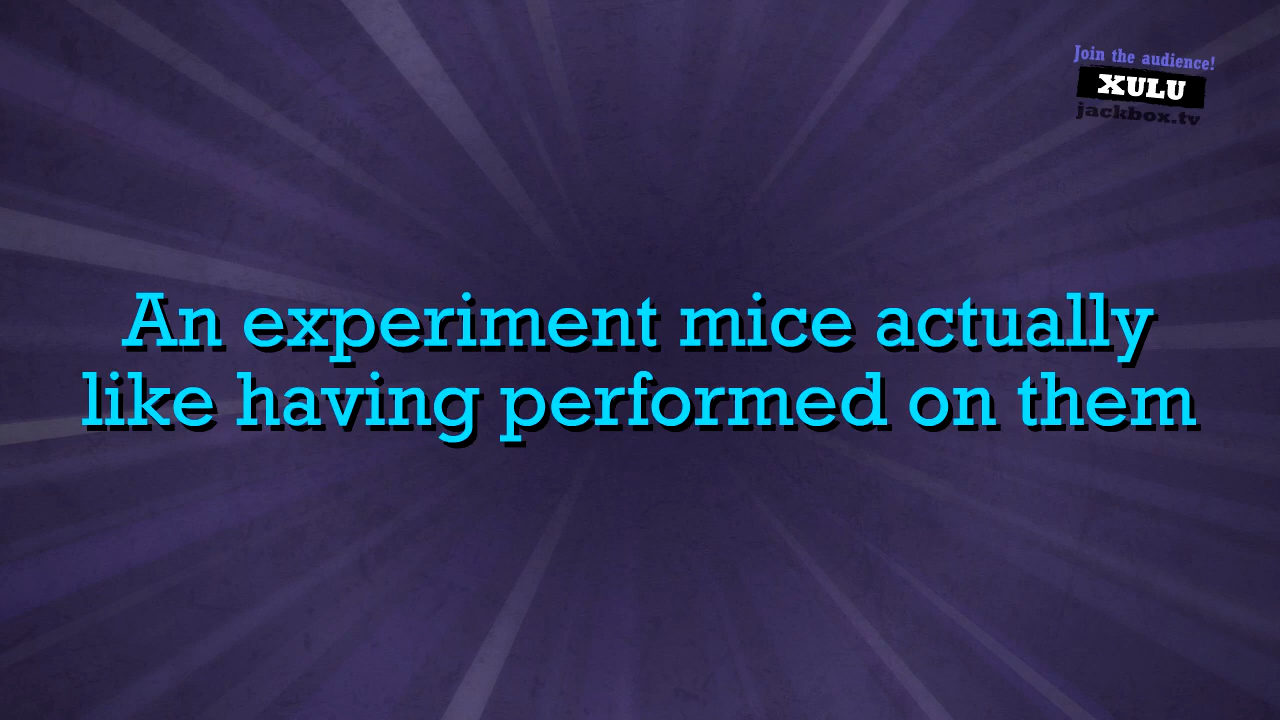 Join the audience!
XULU
jackbox.tv
An experiment mice actually
like having performed on them